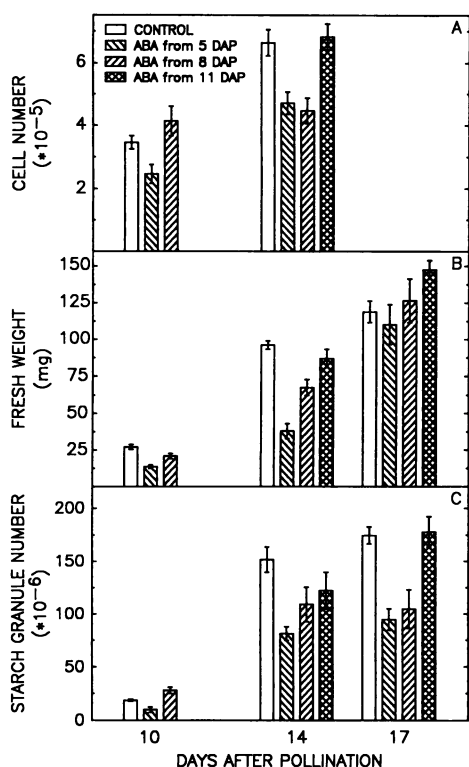 A
CONTROL
ABA from 5 DAP
ABA from 8 DAP
ABA from 11 DAP
CELL NUMBER
(*10⁻⁵)
6
4
2
B
FRESH WEIGHT
(mg)
150
125
100
75
50
25
C
STARCH GRANULE NUMBER
(*10⁻⁶)
200
150
100
50
0
10 14 17
DAYS AFTER POLLINATION